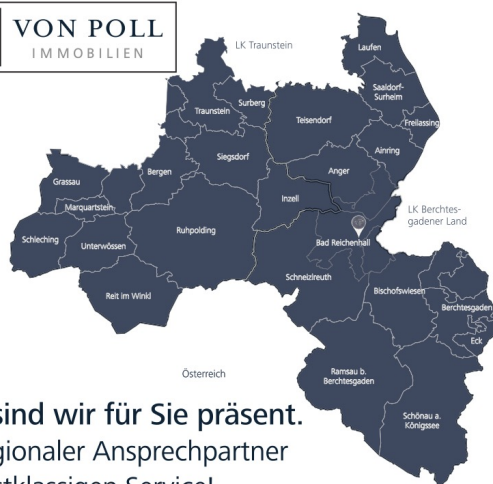 VON POLL
IMMOBILIEN
LK Traunstein
Laufen
Saaldorf-
Surheim
Surberg
Traunstein
Teisendorf
Freilassing
Ainring
Siegsdorf
Anger
Bergen
Grassau
Inzell
Marquartstein
LK Berchtes-
gadener Land
Ruhpolding
Schleching
Unterwössen
Bad Reichenhall
Schneizlreuth
Bischofswiesen
Reit im Winkl
Berchtesgaden
Eck
Österreich
Ramsau b.
Berchtesgaden
Schönau a.
Königssee
sind wir für Sie präsent.
gionaler Ansprechpartner
stklassigen Service!